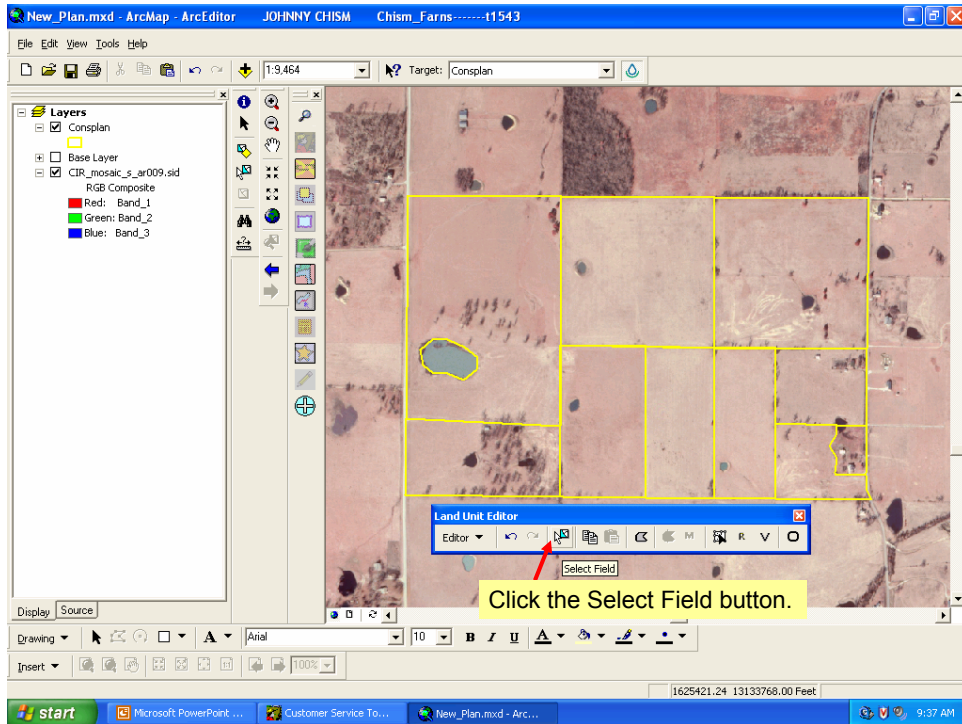 New_Plan.mxd - ArcMap - ArcEditor JOHNNY CHISM Chism_Farns-------t1543
File Edit View Tools Help
1:9,464 Target: Consplan
Layers
Consplan
Base Layer
CIR_mosaic_s_ar009.sid
RGB Composite
Red: Band_1
Green: Band_2
Blue: Band_3
Land Unit Editor
Editor M R V
Select Field
Click the Select Field button.
Display Source
Drawing A Arial 10 B I U A
Insert 1:1 100%
1625421.24 13133768.00 Feet
start Microsoft PowerPoint ... Customer Service To... New_Plan.mxd - Arc... 9:37 AM